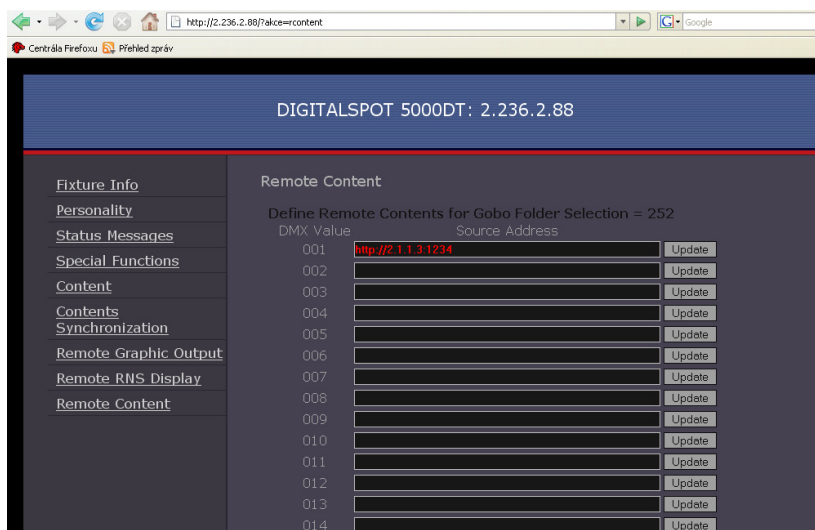 http://2.236.2.88/?akce=rcontent
G Google
Centrála Firefoxu Přehled zpráv
DIGITALSPOT 5000DT: 2.236.2.88
Fixture Info
Personality
Status Messages
Special Functions
Content
Contents
Synchronization
Remote Graphic Output
Remote RNS Display
Remote Content
Remote Content
Define Remote Contents for Gobo Folder Selection = 252
DMX Value Source Address
001 http://2.1.1.3:1234 Update
002 Update
003 Update
004 Update
005 Update
006 Update
007 Update
008 Update
009 Update
010 Update
011 Update
012 Update
013 Update
014 Update